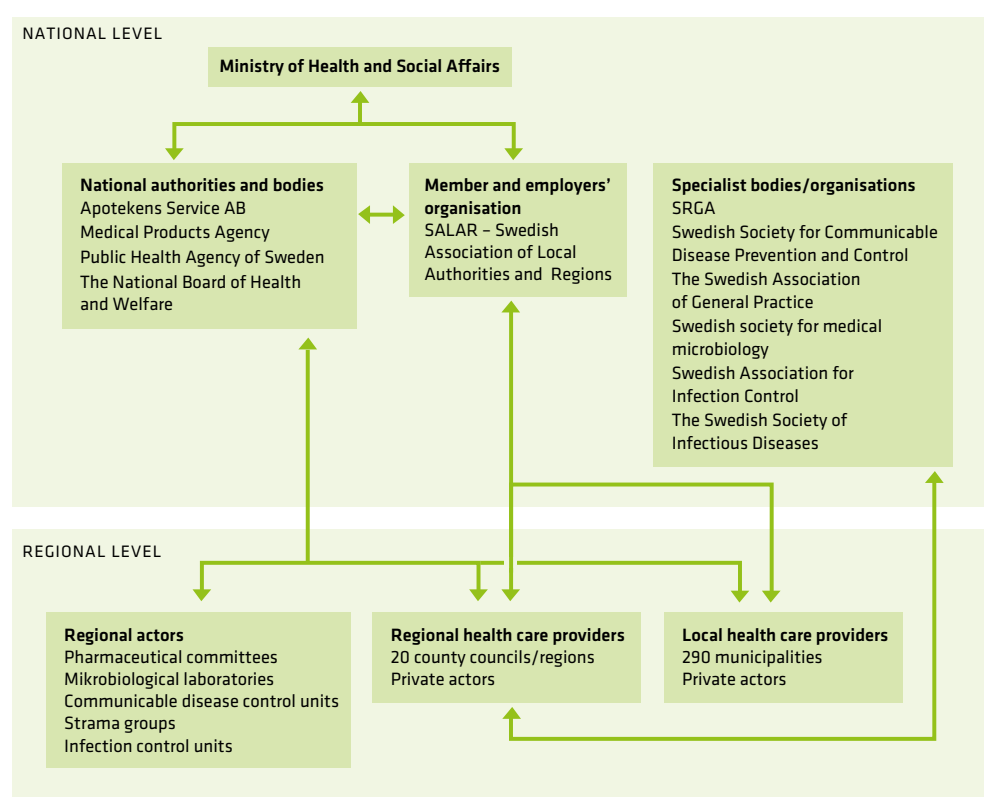 NATIONAL LEVEL
Ministry of Health and Social Affairs
National authorities and bodies
Apotekens Service AB
Medical Products Agency
Public Health Agency of Sweden
The National Board of Health
and Welfare
Member and employers’
organisation
SALAR – Swedish
Association of Local
Authorities and Regions
Specialist bodies/organisations
SRGA
Swedish Society for Communicable
Disease Prevention and Control
The Swedish Association
of General Practice
Swedish society for medical
microbiology
Swedish Association for
Infection Control
The Swedish Society of
Infectious Diseases
REGIONAL LEVEL
Regional actors
Pharmaceutical committees
Mikrobiological laboratories
Communicable disease control units
Strama groups
Infection control units
Regional health care providers
20 county councils/regions
Private actors
Local health care providers
290 municipalities
Private actors